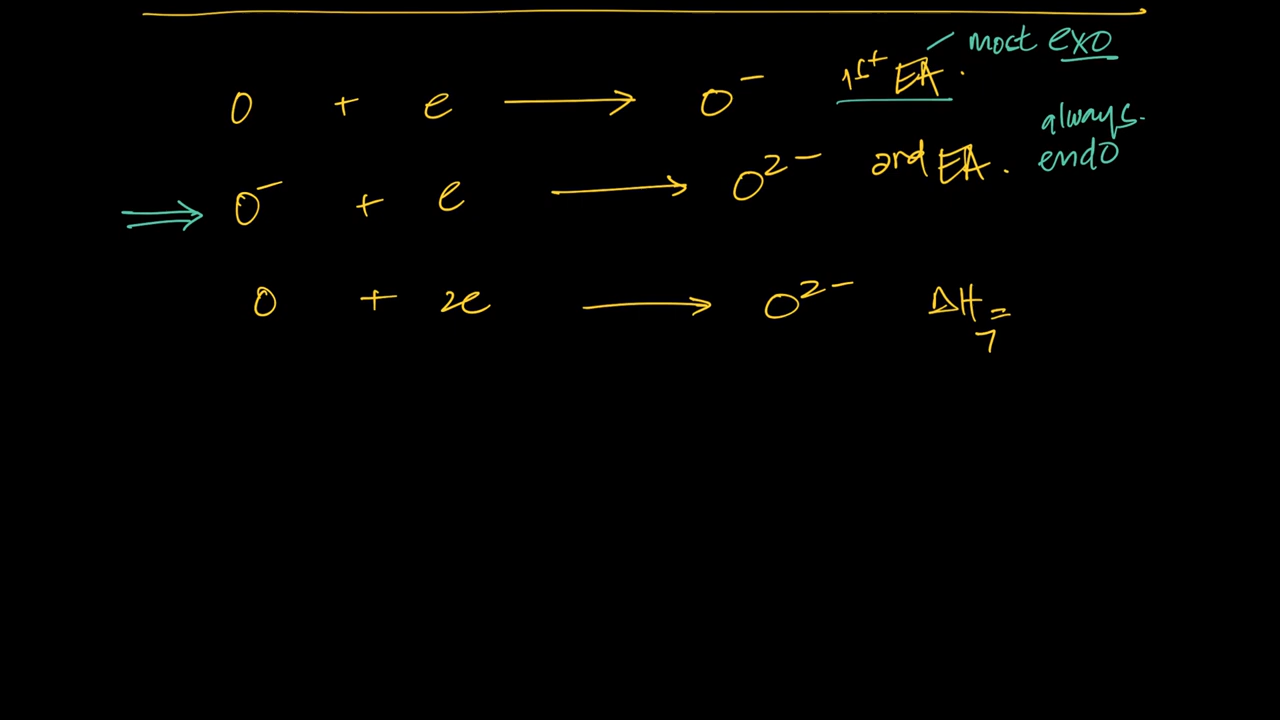 O + e ⟶ O⁻ 1st EA. most exo
O⁻ + e ⟶ O²⁻ 2nd EA. always endo
O + 2e ⟶ O²⁻ ΔH =
?